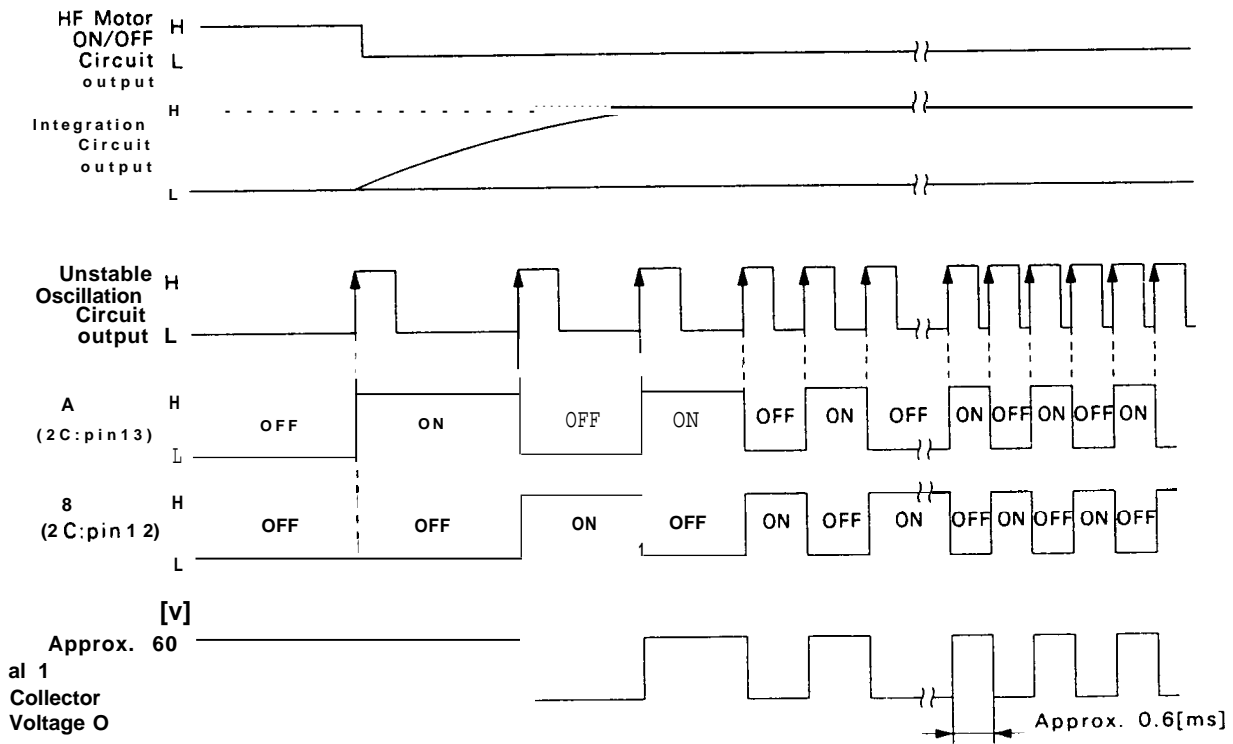 HF Motor H
ON/OFF
Circuit L
output
H
Integration
Circuit
output
L
Unstable H
Oscillation
Circuit
output L
A H
(2C:pin13)
L
OFF ON OFF ON OFF ON OFF ON OFF ON OFF ON
8 H
(2C:pin12)
L
OFF OFF ON OFF ON OFF ON OFF ON OFF ON OFF
[v]
Approx. 60
al 1
Collector
Voltage O
Approx. 0.6[ms]